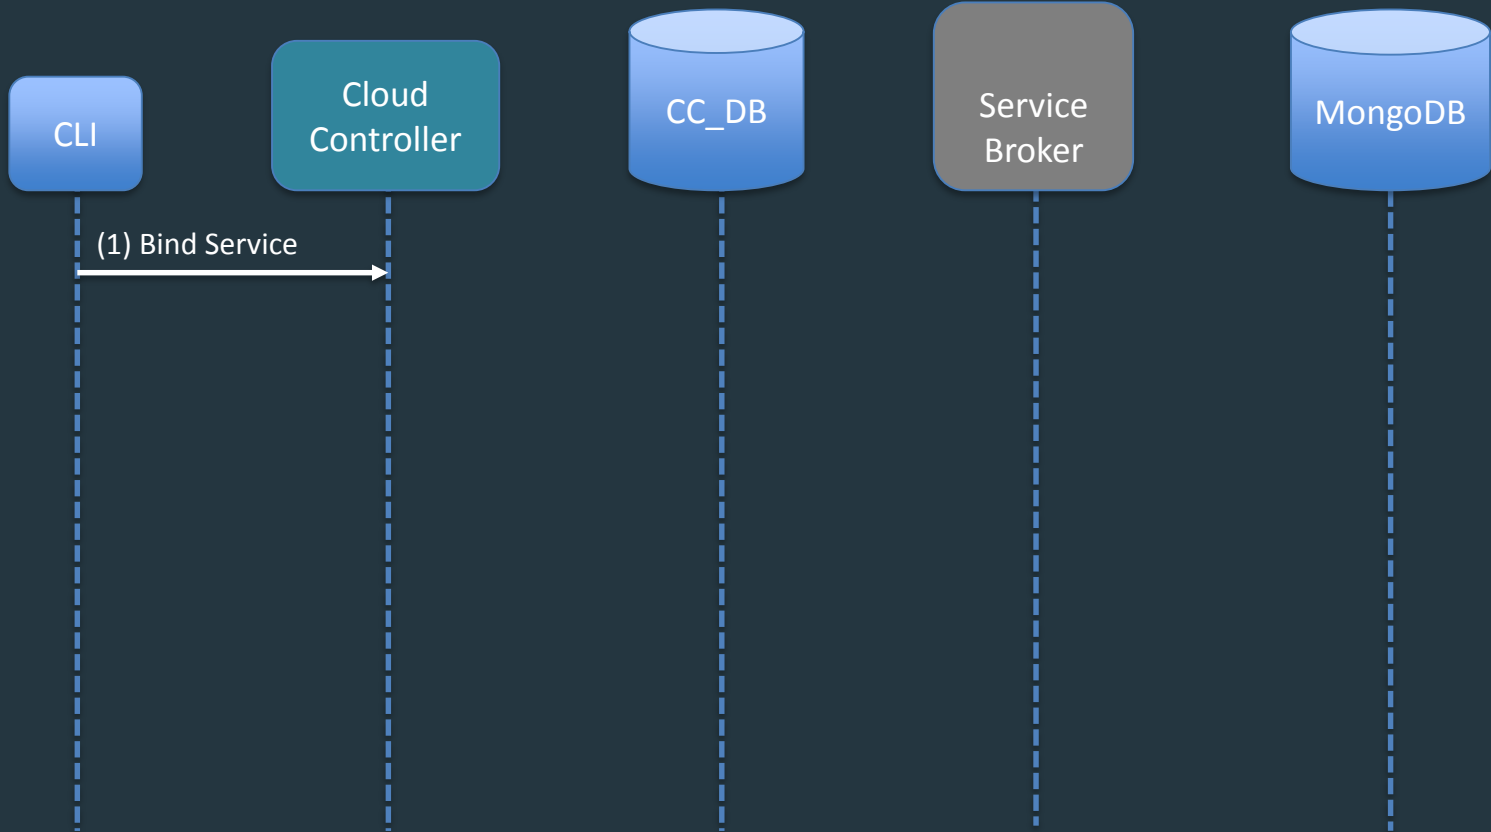 CLI
Cloud
Controller
CC_DB
Service
Broker
MongoDB
(1) Bind Service